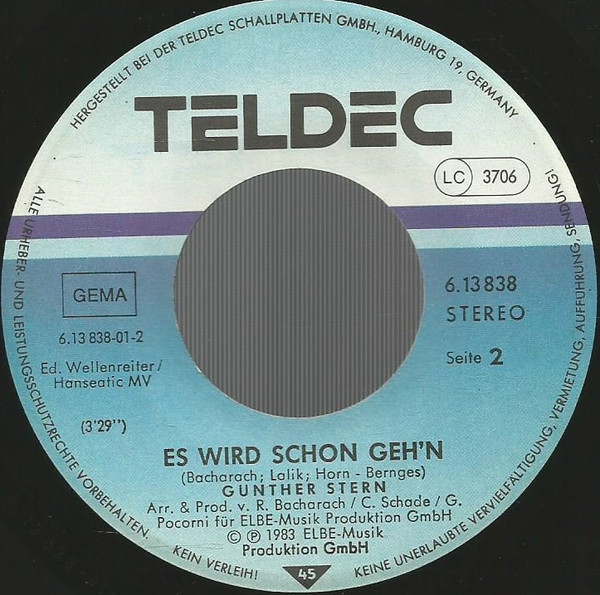 HERGESTELLT BEI DER TELDEC SCHALLPLATTEN GMBH., HAMBURG 19, GERMANY
TELDEC
LC 3706
GEMA
6.13 838-01-2
Ed. Wellenreiter/
Hanseatic MV
(3'29'')
6.13838
STEREO
Seite 2
ES WIRD SCHON GEH'N
(Bacharach; Lalik; Horn - Bernges)
GUNTHER STERN
Arr. & Prod. v. R. Bacharach / C. Schade / G.
Pocorni für ELBE-Musik Produktion GmbH
© ℗ 1983 ELBE-Musik
Produktion GmbH
45
ALLE URHEBER- UND LEISTUNGSSCHUTZRECHTE VORBEHALTEN.
KEIN VERLEIH!
KEINE UNERLAUBTE VERVIELFÄLTIGUNG, VERMIETUNG, AUFFÜHRUNG, SENDUNG!